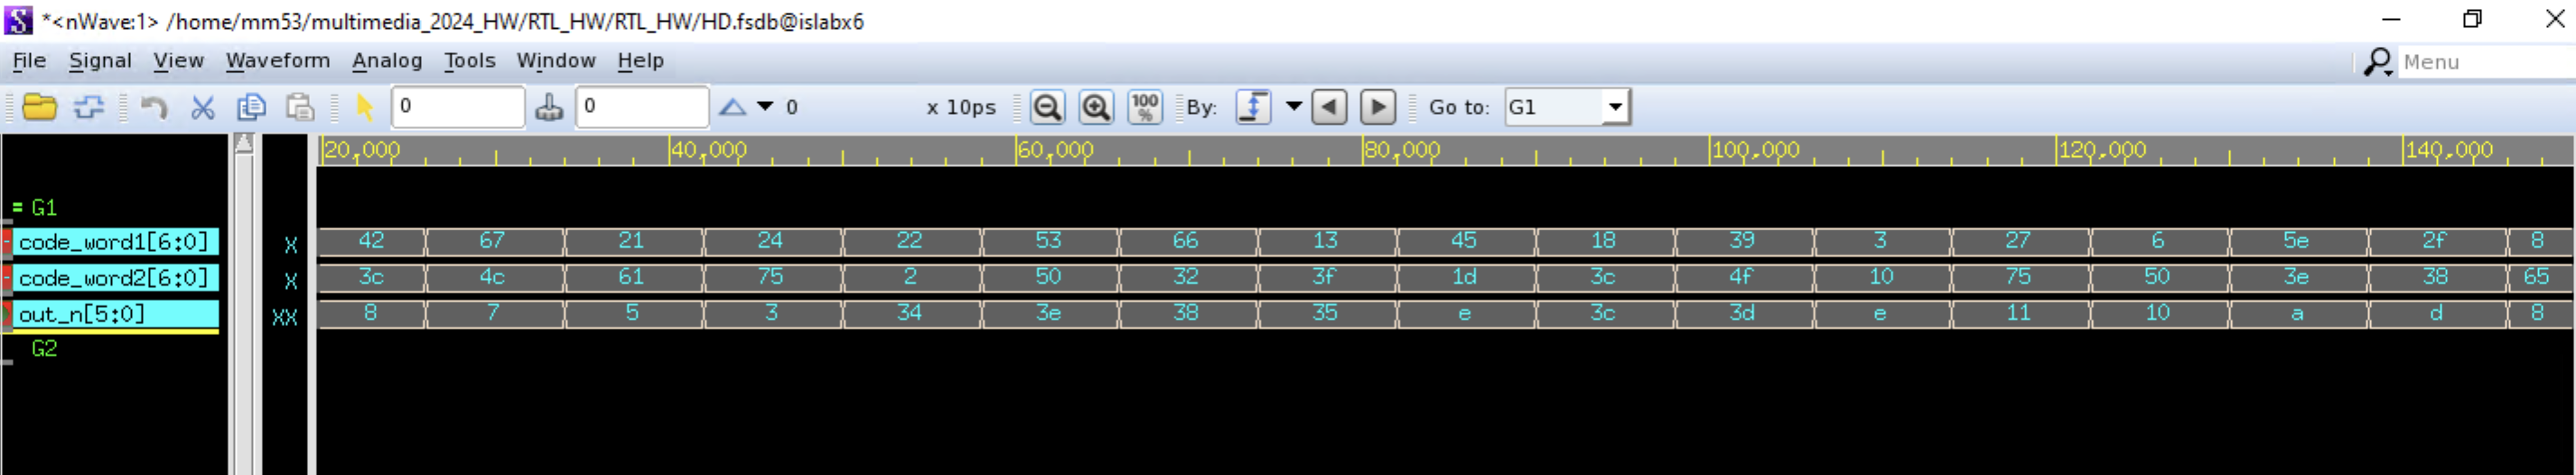 *<nWave:1> /home/mm53/multimedia_2024_HW/RTL_HW/RTL_HW/HD.fsdb@islabx6
File Signal View Waveform Analog Tools Window Help Menu
0 0 0 x 10ps 100 % By: Go to: G1
20,000 40,000 60,000 80,000 100,000 120,000 140,000
= G1
code_word1[6:0] X 42 67 21 24 22 53 66 13 45 18 39 3 27 6 5e 2f 8
code_word2[6:0] X 3c 4c 61 75 2 50 32 3f 1d 3c 4f 10 75 50 3e 38 65
out_n[5:0] XX 8 7 5 3 34 3e 38 35 e 3c 3d e 11 10 a d 8
G2